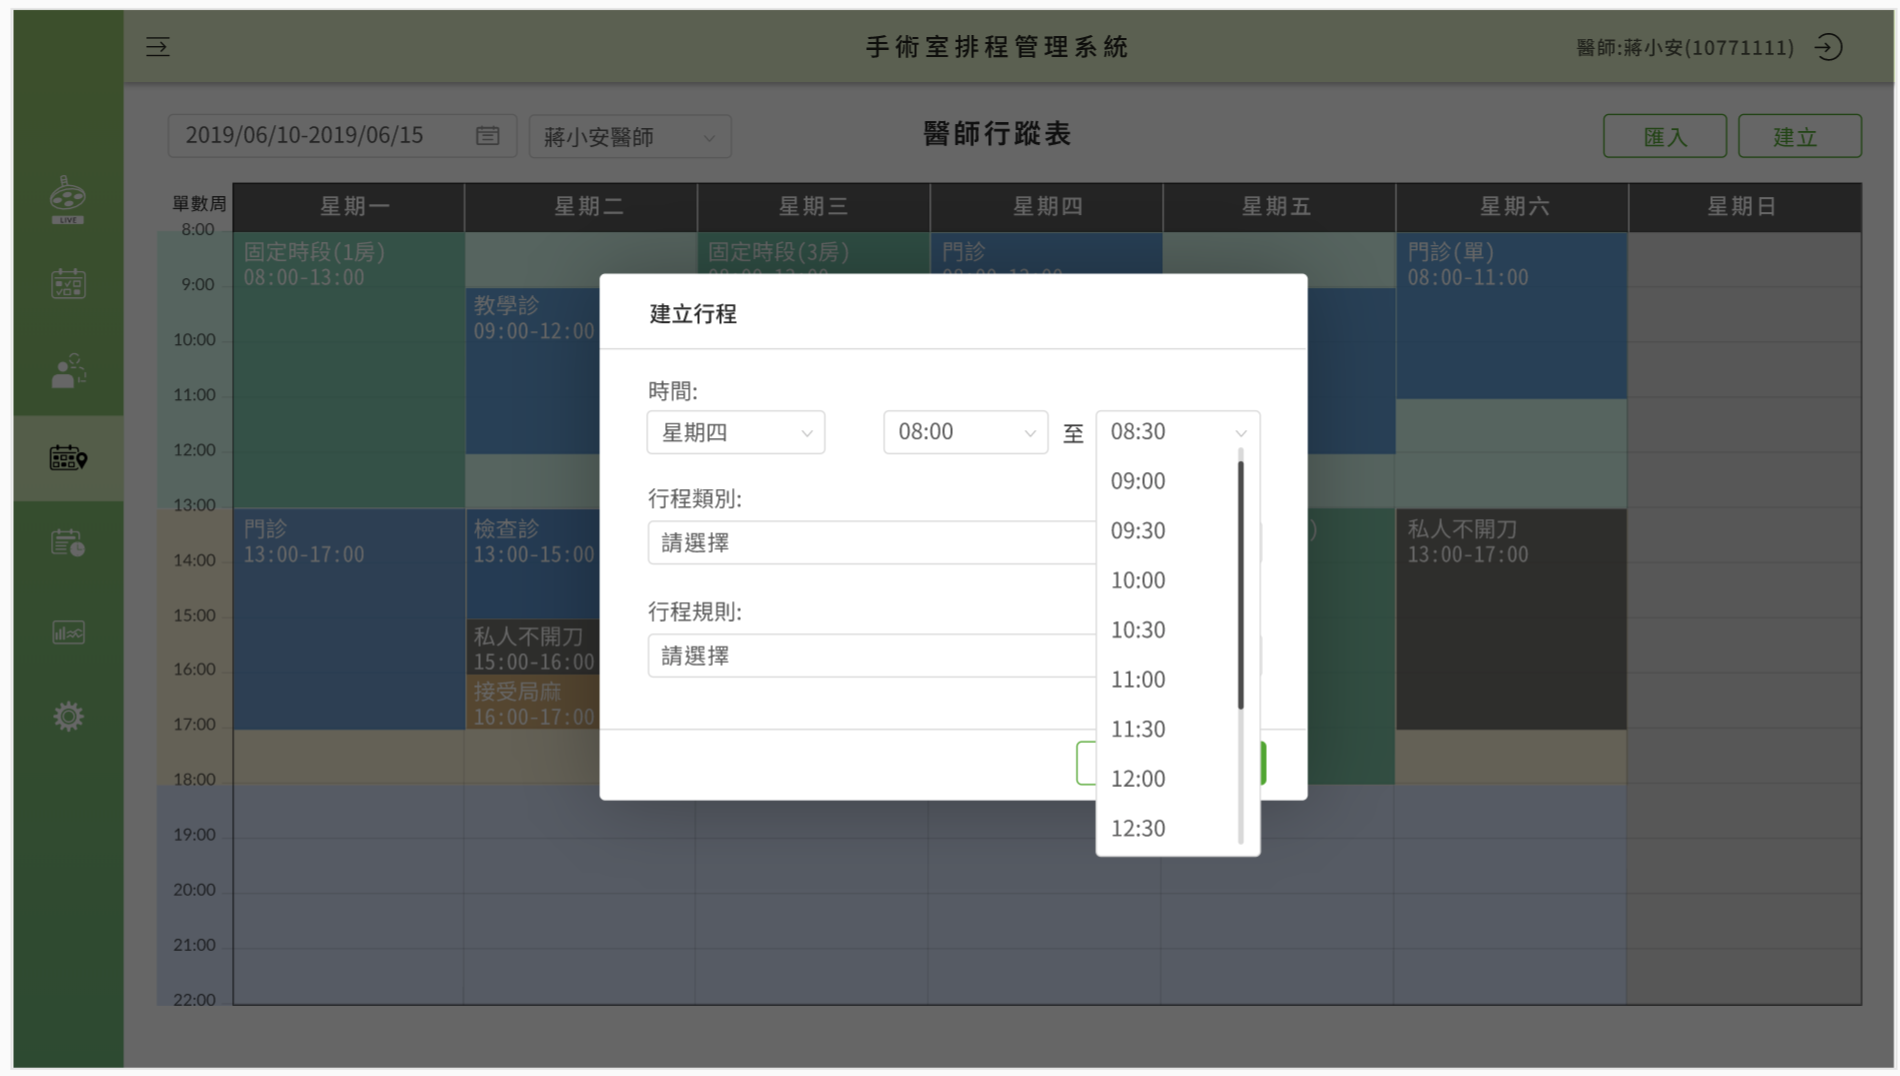 手術室排程管理系統
醫師:蔣小安(10771111)
2019/06/10-2019/06/15
蔣小安醫師
醫師行蹤表
匯入
建立
LIVE
單數周
星期一
星期二
星期三
星期四
星期五
星期六
星期日
8:00
9:00
10:00
11:00
12:00
13:00
14:00
15:00
16:00
17:00
18:00
19:00
20:00
21:00
22:00
固定時段(1房)
08:00-13:00
門診
13:00-17:00
教學診
09:00-12:00
檢查診
13:00-15:00
私人不開刀
15:00-16:00
接受局麻
16:00-17:00
固定時段(3房)
門診
門診(單)
08:00-11:00
私人不開刀
13:00-17:00
建立行程
時間:
星期四
08:00
至
08:30
09:00
09:30
10:00
10:30
11:00
11:30
12:00
12:30
行程類別:
請選擇
行程規則:
請選擇